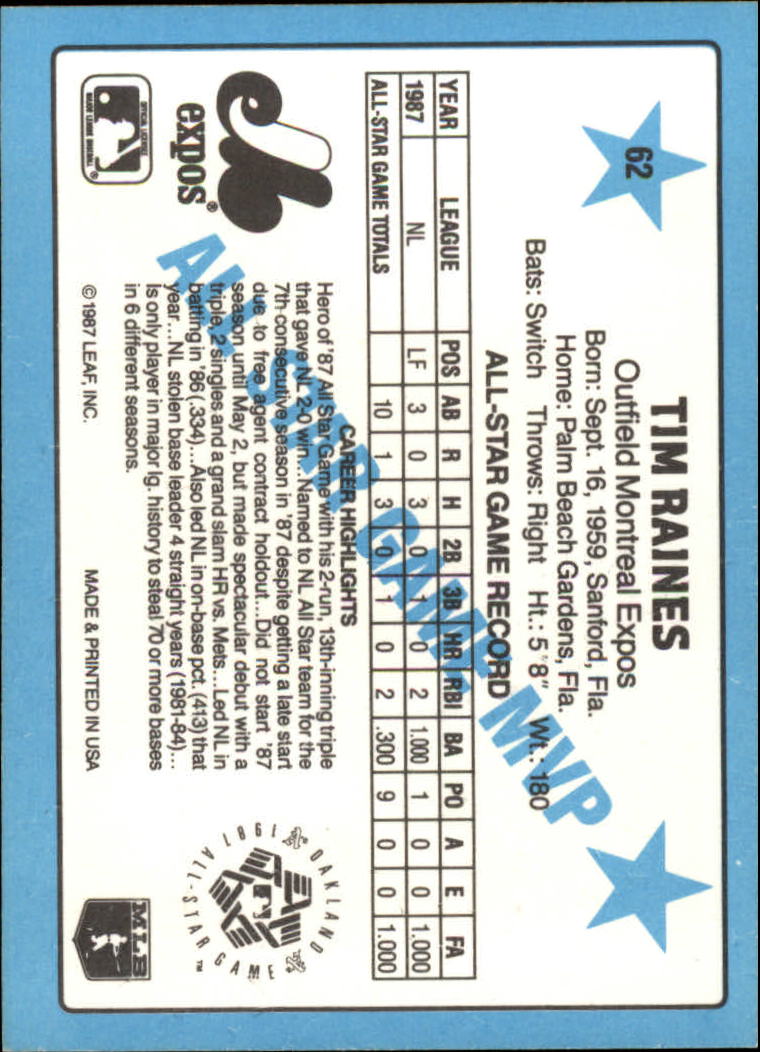 62
TIM RAINES
Outfield Montreal Expos
Born: Sept. 16, 1959, Sanford, Fla.
Home: Palm Beach Gardens, Fla.
Bats: Switch Throws: Right Ht.: 5'8" Wt.: 180
ALL-STAR GAME RECORD
YEAR LEAGUE POS AB R H 2B 3B HR RBI BA PO A E FA
1987 NL LF 3 0 3 0 1 0 2 1.000 1 0 0 1.000
ALL-STAR GAME TOTALS 10 1 3 0 1 0 2 .300 9 0 0 1.000
ALL STAR GAME MVP
CAREER HIGHLIGHTS
Hero of '87 All Star Game with his 2-run, 13th-inning triple
that gave NL 2-0 win...Named to NL All Star team for the
7th consecutive season in '87 despite getting a late start
due to free agent contract holdout...Did not start '87
season until May 2, but made spectacular debut with a
triple, 2 singles and a grand slam HR vs. Mets...Led NL in
batting in '86 (.334)...Also led NL in on-base pct. (413) that
year...NL stolen base leader 4 straight years (1981-84)...
Is only player in major lg. history to steal 70 or more bases
in 6 different seasons.
expos®
OFFICIAL LICENSEE
MAJOR LEAGUE BASEBALL ®
1987 OAKLAND
ALL-STAR GAME™
MLB
© 1987 LEAF, INC. MADE & PRINTED IN USA